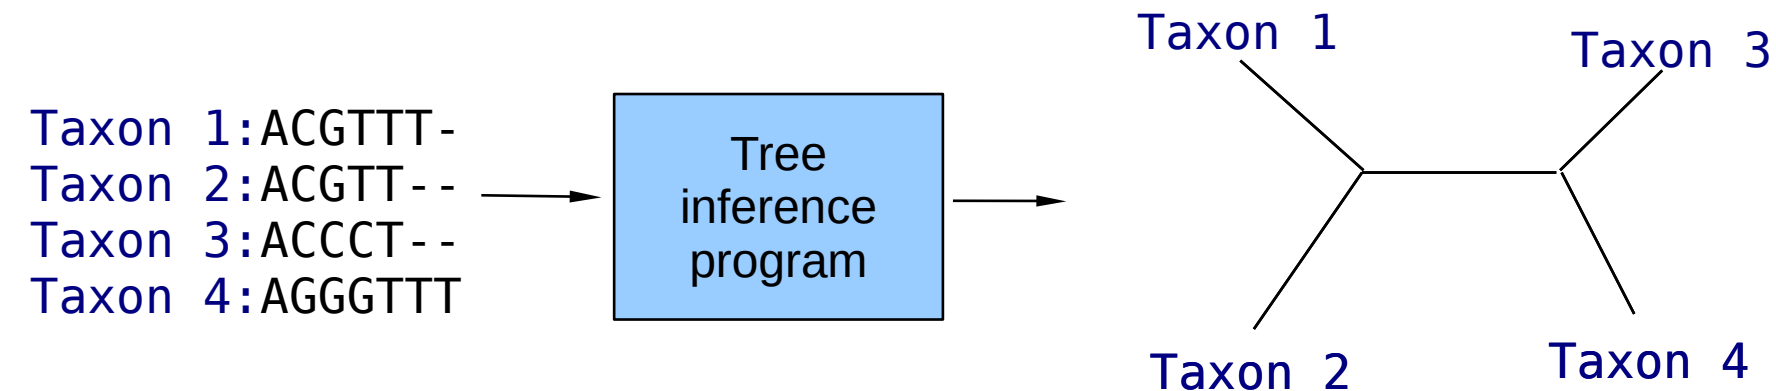 Taxon 1:ACGTTT-
Taxon 2:ACGTT--
Taxon 3:ACCCT--
Taxon 4:AGGGTTT
Tree
inference
program
Taxon 1
Taxon 3
Taxon 2
Taxon 4